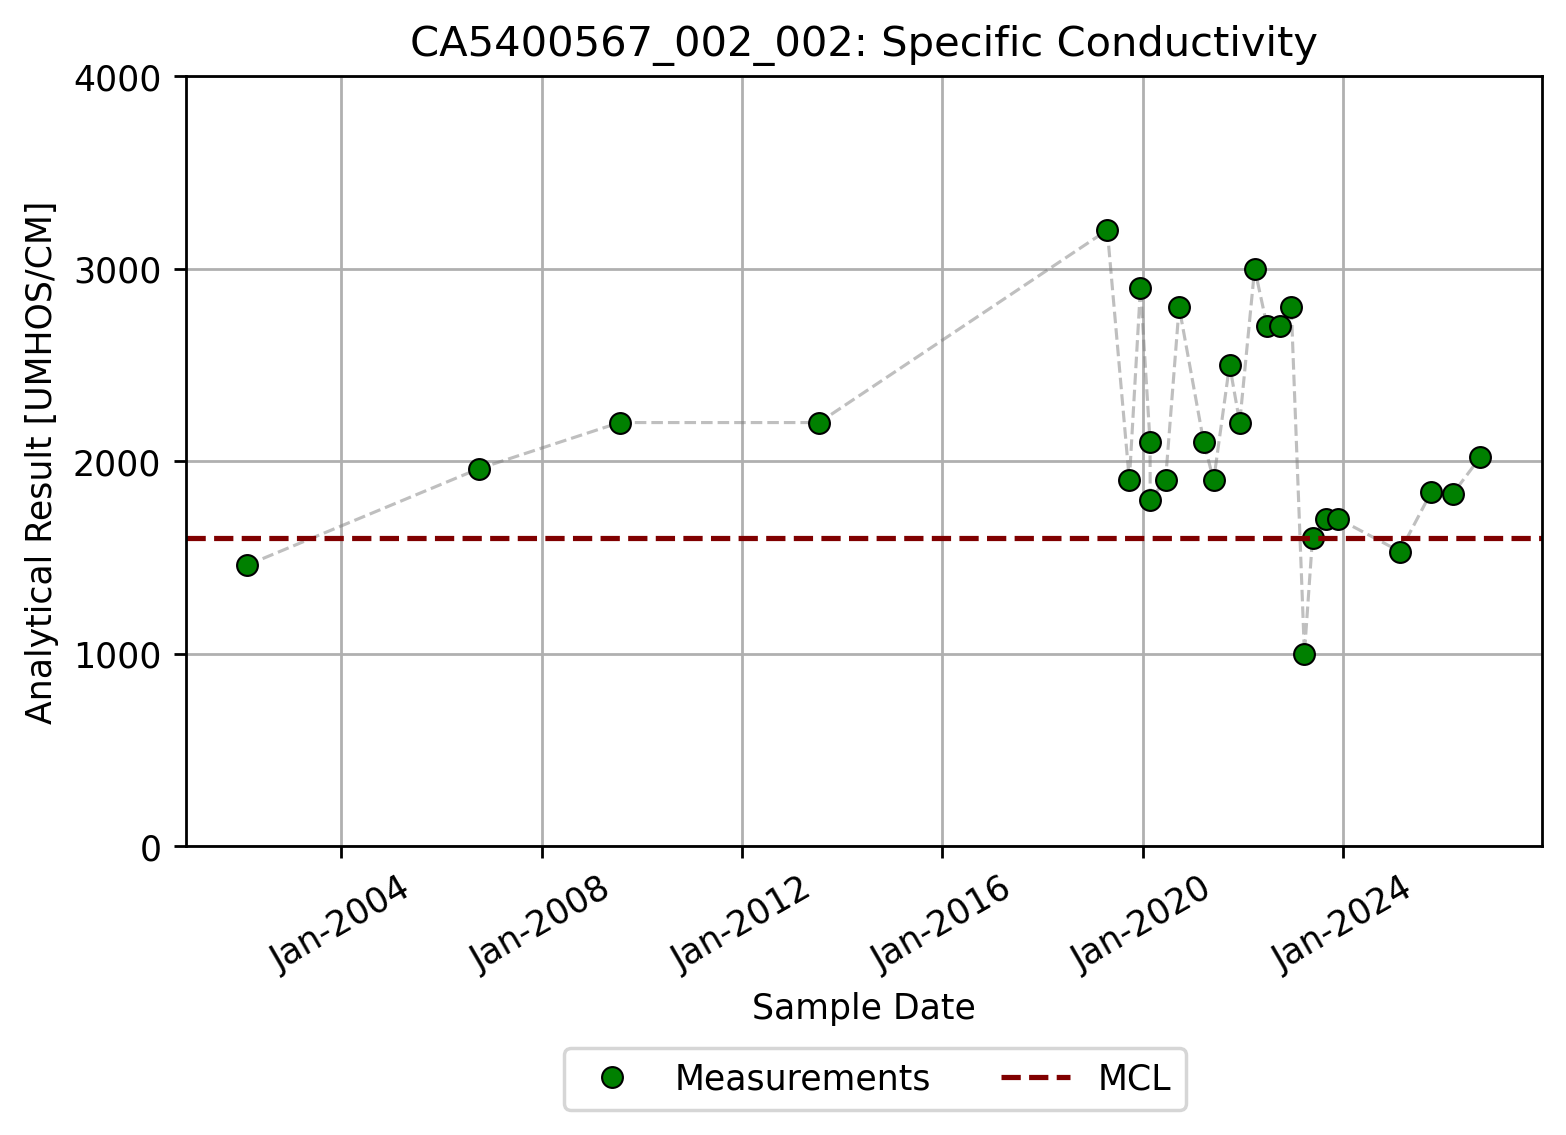 CA5400567_002_002: Specific Conductivity
4000
3000
2000
1000
0
Analytical Result [UMHOS/CM]
Jan-2004
Jan-2008
Jan-2012
Jan-2016
Jan-2020
Jan-2024
Sample Date
Measurements
MCL